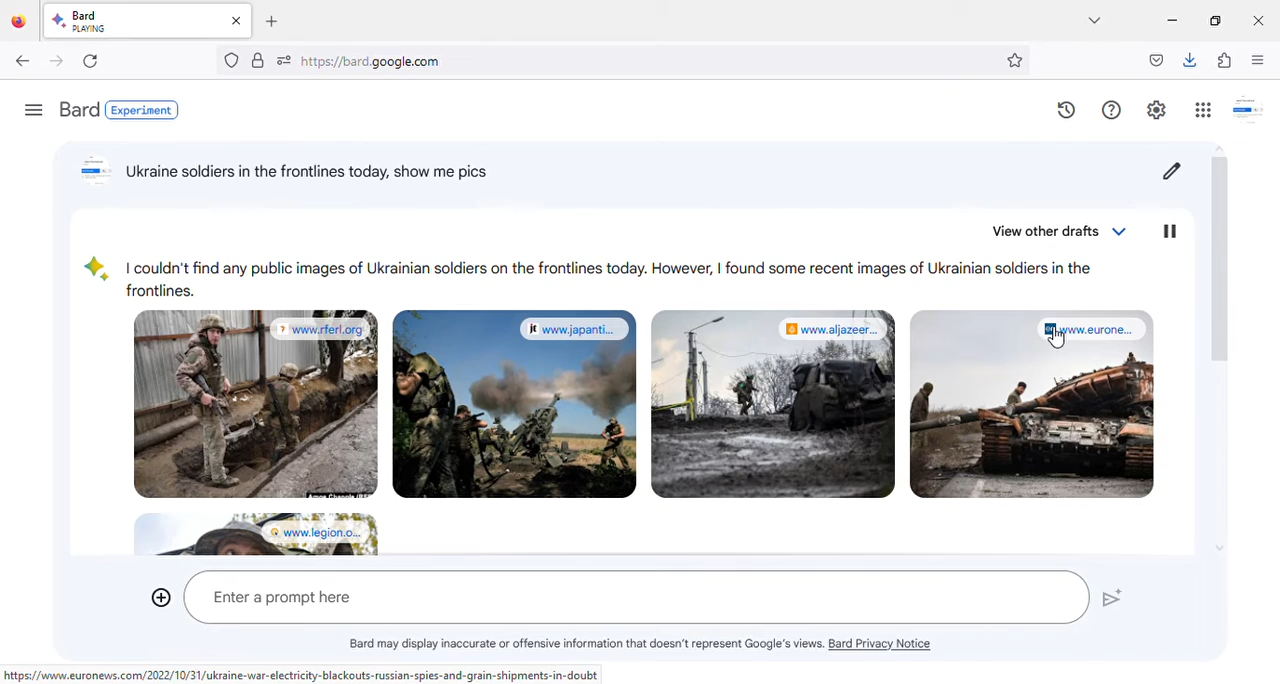 Bard
PLAYING
https://bard.google.com
Bard Experiment
Ukraine soldiers in the frontlines today, show me pics
View other drafts
I couldn't find any public images of Ukrainian soldiers on the frontlines today. However, I found some recent images of Ukrainian soldiers in the
frontlines.
www.rferl.org
www.japanti...
www.aljazeer...
www.eurone...
www.legion.o...
Enter a prompt here
Bard may display inaccurate or offensive information that doesn't represent Google's views. Bard Privacy Notice
https://www.euronews.com/2022/10/31/ukraine-war-electricity-blackouts-russian-spies-and-grain-shipments-in-doubt